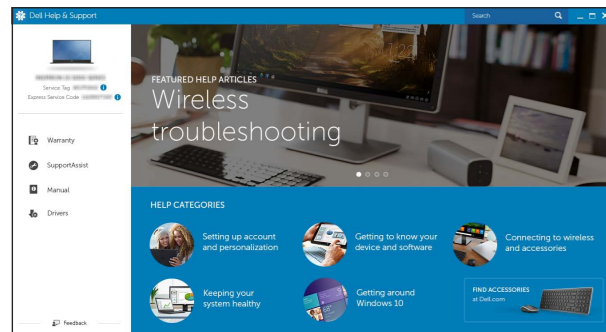 Dell Help & Support
Search
Service Tag
Express Service Code
Warranty
SupportAssist
Manual
Drivers
Feedback
FEATURED HELP ARTICLES
Wireless
troubleshooting
HELP CATEGORIES
Setting up account
and personalization
Getting to know your
device and software
Connecting to wireless
and accessories
Keeping your
system healthy
Getting around
Windows 10
FIND ACCESSORIES
at Dell.com